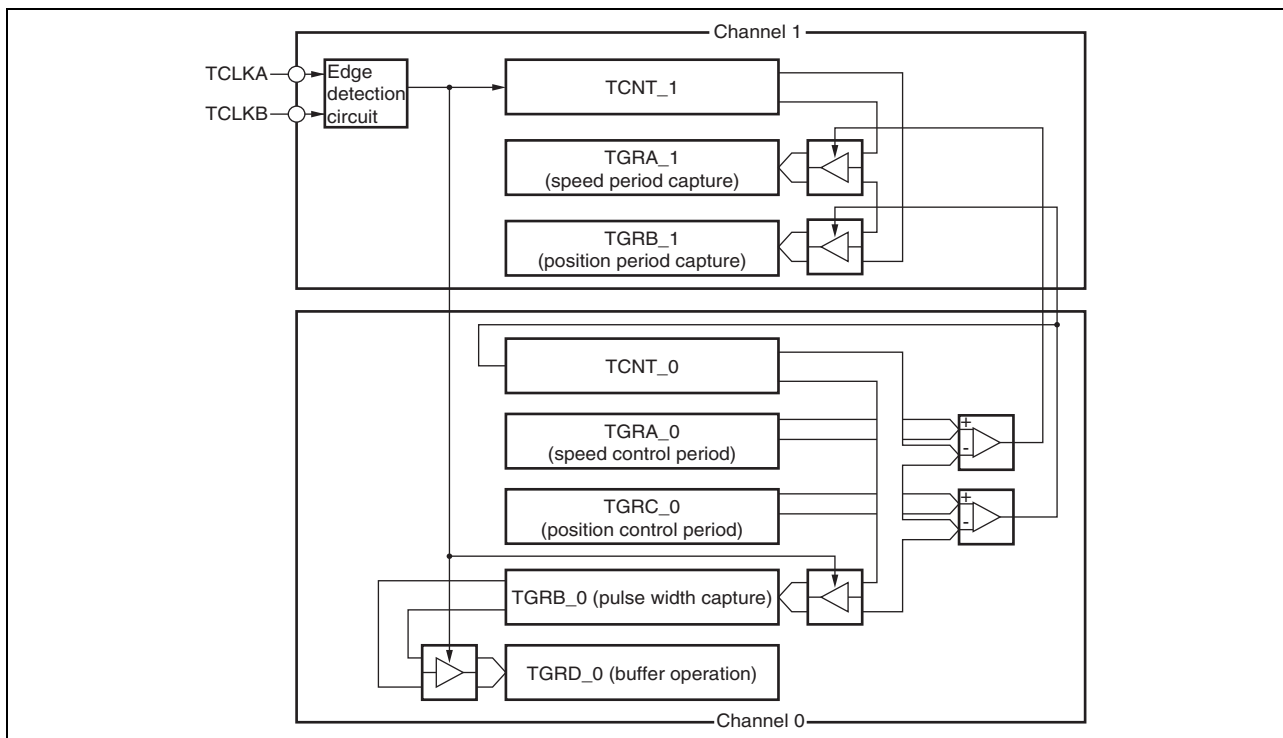 Channel 1
TCLKA
TCLKB
Edge
detection
circuit
TCNT_1
TGRA_1
(speed period capture)
TGRB_1
(position period capture)
TCNT_0
TGRA_0
(speed control period)
+
-
TGRC_0
(position control period)
+
-
TGRB_0 (pulse width capture)
TGRD_0 (buffer operation)
Channel 0